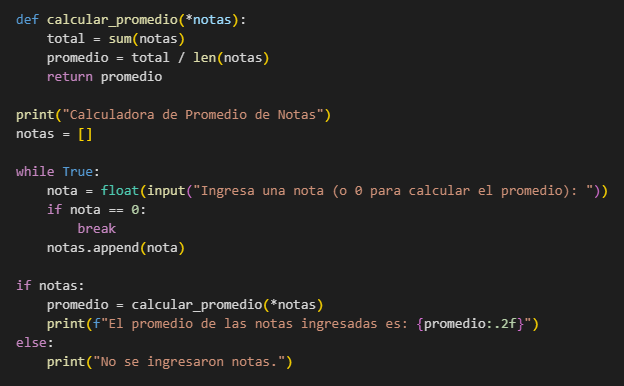 def calcular_promedio(*notas):
    total = sum(notas)
    promedio = total / len(notas)
    return promedio

print("Calculadora de Promedio de Notas")
notas = []

while True:
    nota = float(input("Ingresa una nota (o 0 para calcular el promedio): "))
    if nota == 0:
        break
    notas.append(nota)

if notas:
    promedio = calcular_promedio(*notas)
    print(f"El promedio de las notas ingresadas es: {promedio:.2f}")
else:
    print("No se ingresaron notas.")